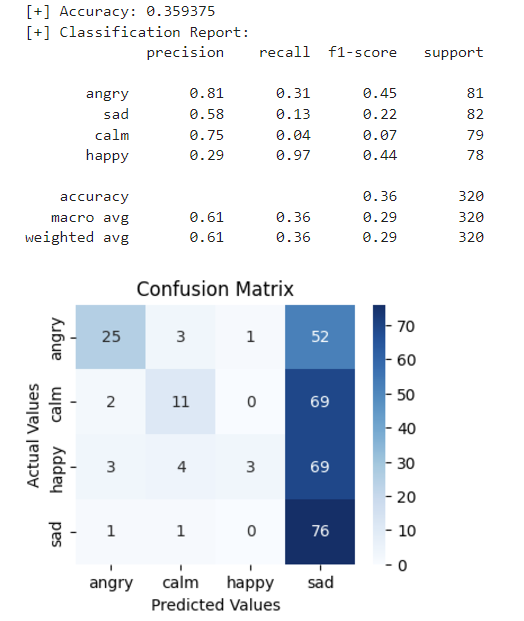 [+] Accuracy: 0.359375
[+] Classification Report:
precision recall f1-score support
angry 0.81 0.31 0.45 81
sad 0.58 0.13 0.22 82
calm 0.75 0.04 0.07 79
happy 0.29 0.97 0.44 78
accuracy 0.36 320
macro avg 0.61 0.36 0.29 320
weighted avg 0.61 0.36 0.29 320
Confusion Matrix
Actual Values
angry 25 3 1 52
calm 2 11 0 69
happy 3 4 3 69
sad 1 1 0 76
angry calm happy sad
Predicted Values
70
60
50
40
30
20
10
0